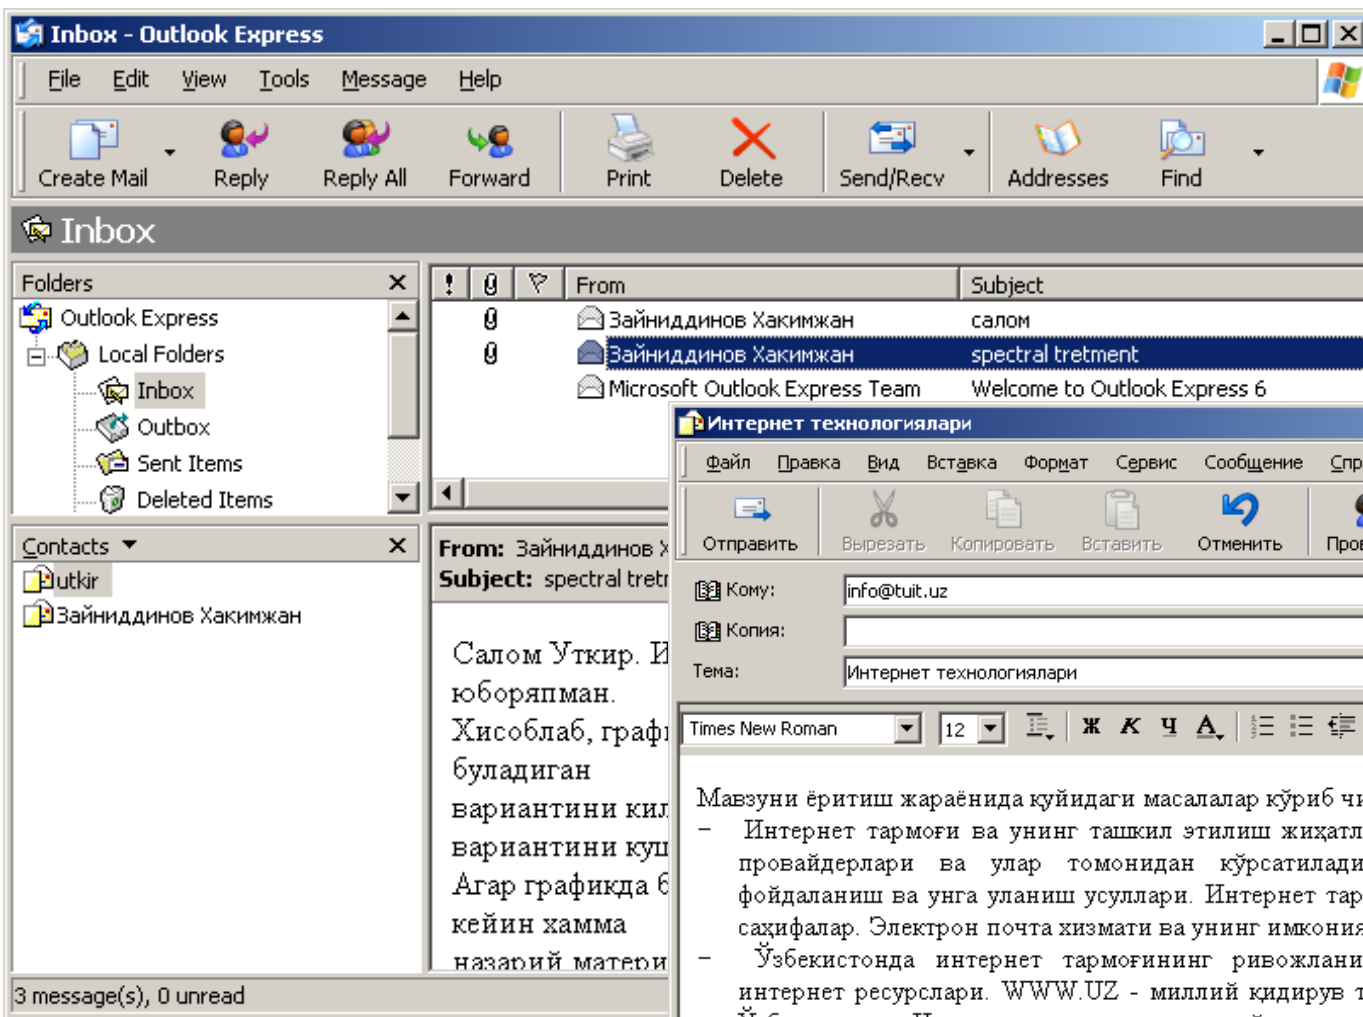 Inbox - Outlook Express
File Edit View Tools Message Help
Create Mail Reply Reply All Forward Print Delete Send/Recv Addresses Find
Inbox
Folders
Outlook Express
Local Folders
Inbox
Outbox
Sent Items
Deleted Items
Contacts
utkir
Зайниддинов Хакимжан
! From Subject
Зайниддинов Хакимжан салом
Зайниддинов Хакимжан spectral tretment
Microsoft Outlook Express Team Welcome to Outlook Express 6
From: Зайниддинов
Subject: spectral
Салом Уткир.
юборяпман.
Хисоблаб,
буладиган
вариантини
вариантини
Агар графикда
кейин хамма
назарий
3 message(s), 0 unread
Интернет технологиялари
Файл Правка Вид Вставка Формат Сервис Сообщение
Отправить Вырезать Копировать Вставить Отменить
Кому: info@tuit.uz
Копия:
Тема: Интернет технологиялари
Times New Roman 12 Ж К Ч А
Мавзуни ёритиш жараёнида қуйидаги масалалар кўриб
– Интернет тармоғи ва унинг ташкил этилиш
провайдерлари ва улар томонидан
фойдаланиш ва унга уланиш усуллари. Интернет
саҳифалар. Электрон почта хизмати ва унинг
– Ўзбекистонда интернет тармоғининг
интернет ресурслари. WWW.UZ - миллий қидирув